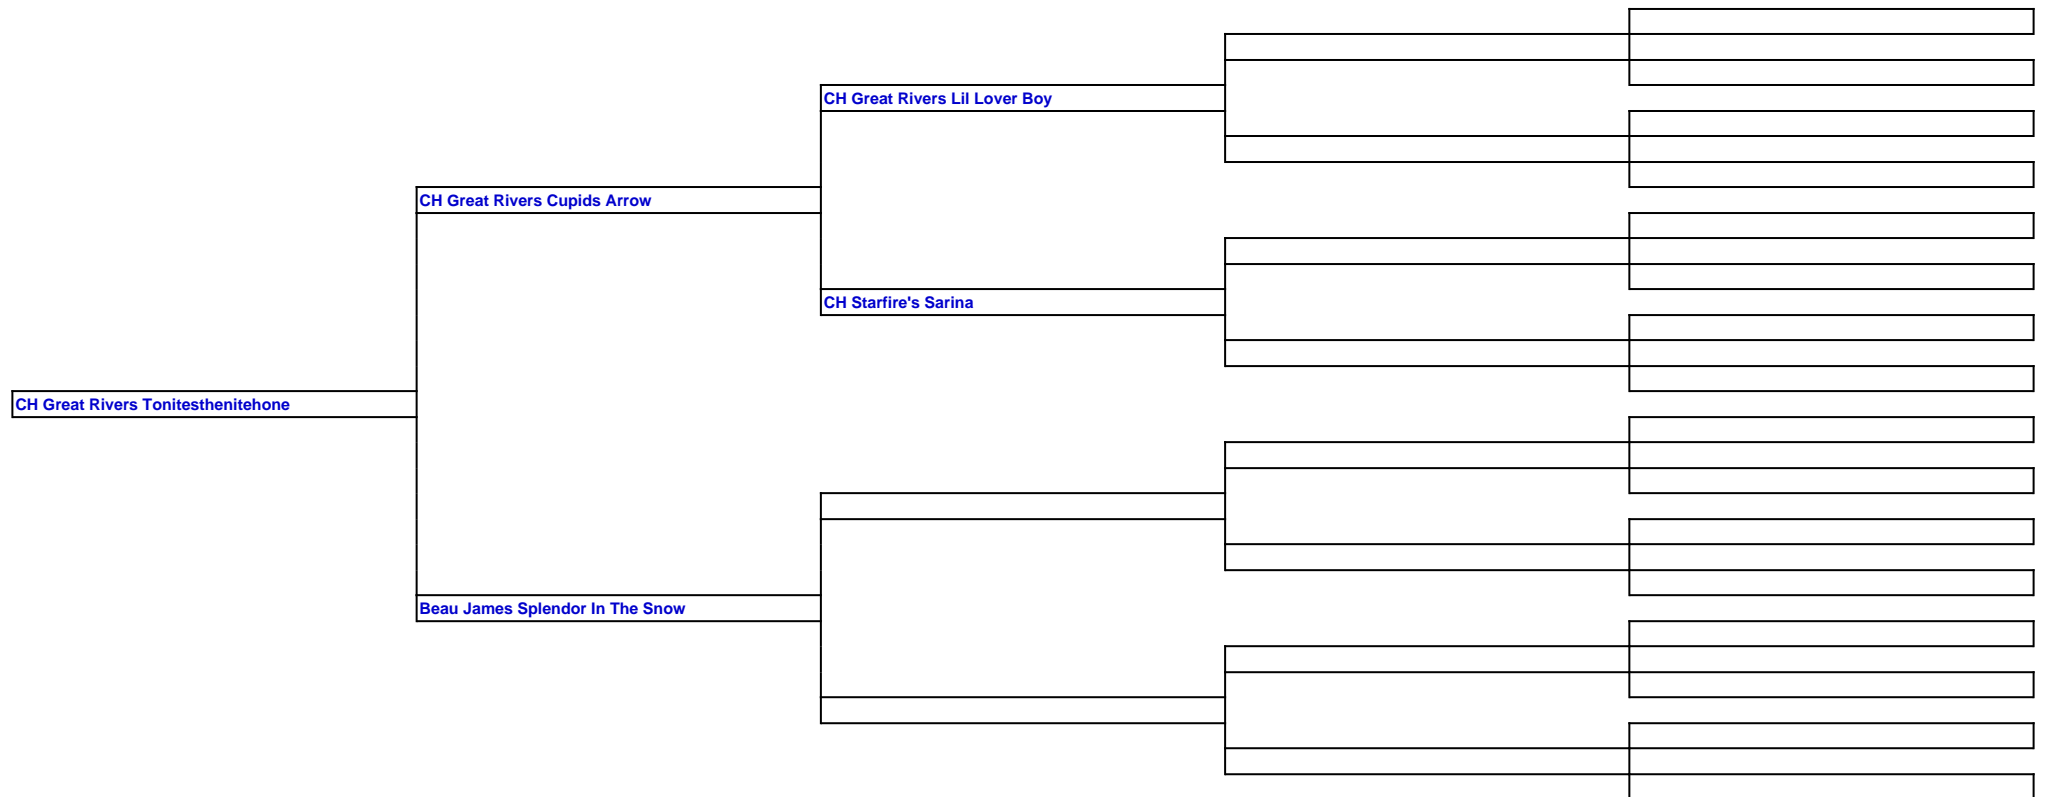 CH Great Rivers Lil Lover Boy
CH Great Rivers Cupids Arrow
CH Starfire's Sarina
CH Great Rivers Tonitesthenitehone
Beau James Splendor In The Snow